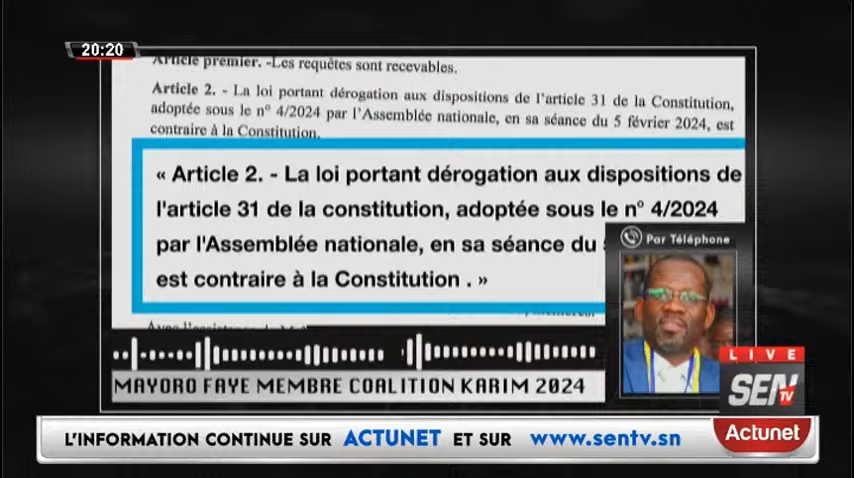 20:20
Article premier. -Les requêtes sont recevables.
Article 2. - La loi portant dérogation aux dispositions de l'article 31 de la Constitution,
adoptée sous le n° 4/2024 par l'Assemblée nationale, en sa séance du 5 février 2024, est
contraire à la Constitution.
« Article 2. - La loi portant dérogation aux dispositions de
l'article 31 de la constitution, adoptée sous le n° 4/2024
par l'Assemblée nationale, en sa séance du
est contraire à la Constitution . »
Par Téléphone
MAYORO FAYE MEMBRE COALITION KARIM 2024
LIVE
SEN TV
Actunet
L'INFORMATION CONTINUE SUR ACTUNET ET SUR www.sentv.sn